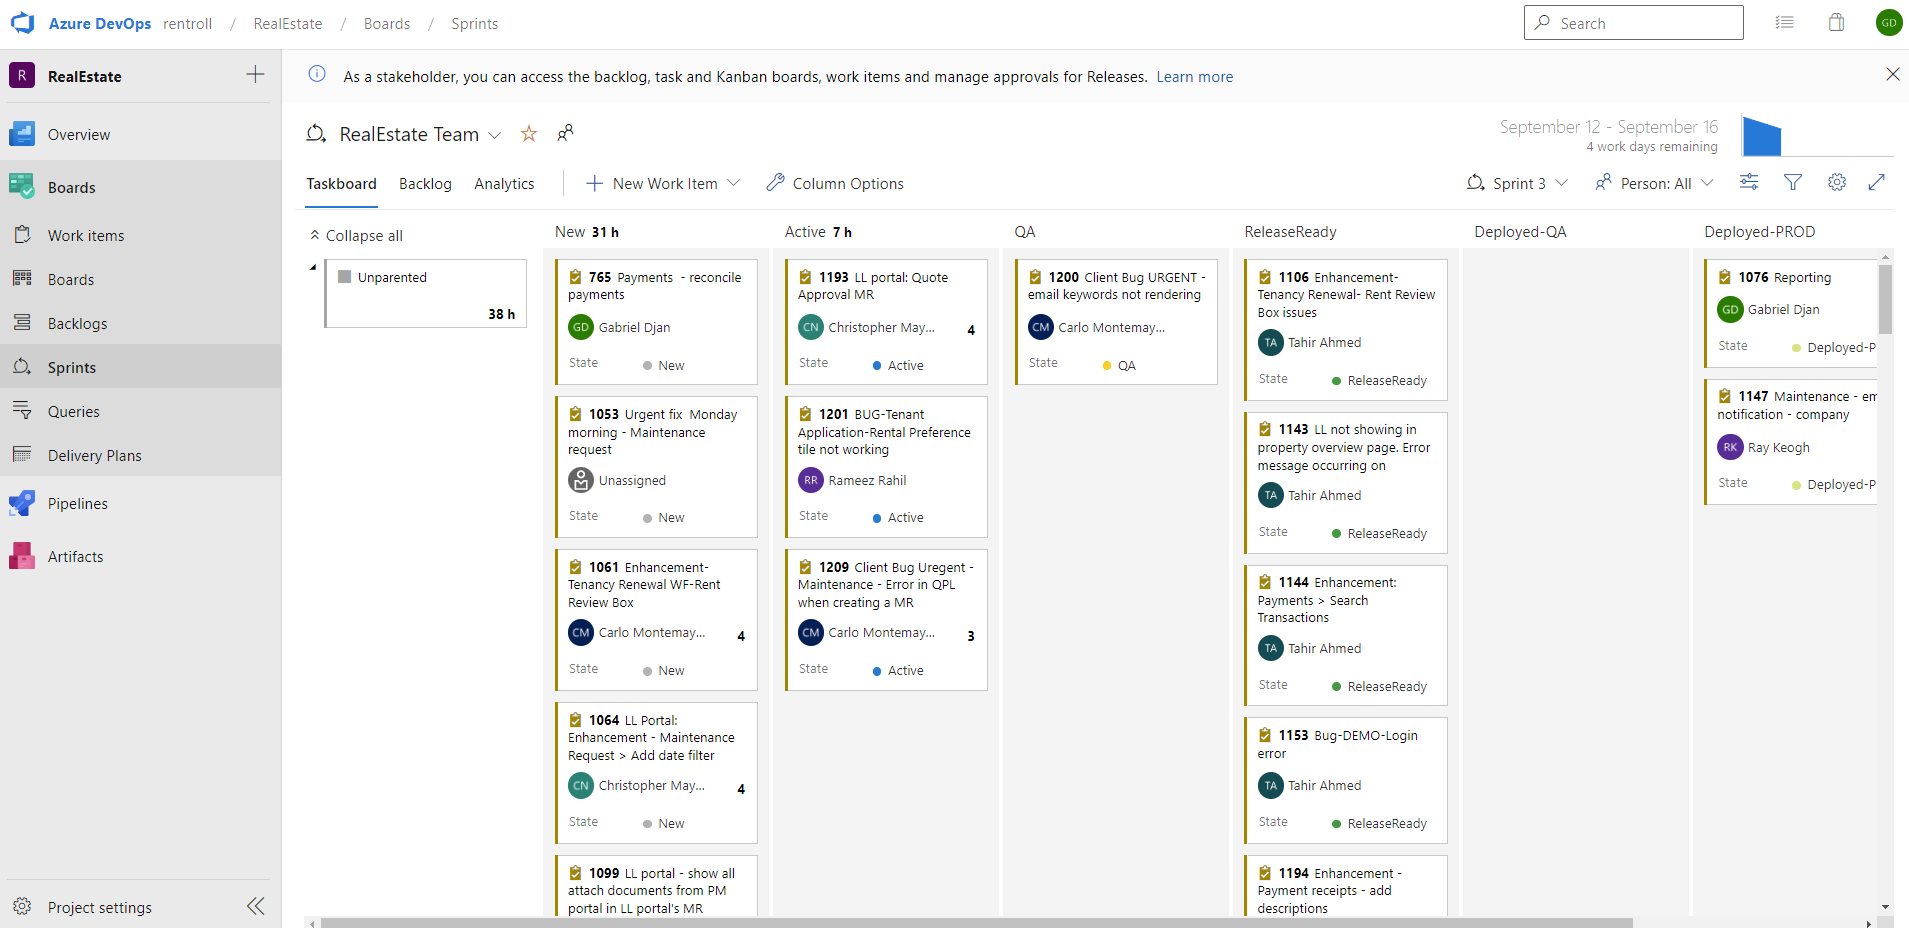 Azure DevOps rentroll / RealEstate / Boards / Sprints
Search
GD
R RealEstate
As a stakeholder, you can access the backlog, task and Kanban boards, work items and manage approvals for Releases. Learn more
Overview
Boards
Work items
Boards
Backlogs
Sprints
Queries
Delivery Plans
Pipelines
Artifacts
Project settings
RealEstate Team
September 12 - September 16
4 work days remaining
Taskboard Backlog Analytics New Work Item Column Options
Sprint 3 Person: All
Collapse all
Unparented
38 h
New 31 h
765 Payments - reconcile
payments
GD Gabriel Djan
State New
1053 Urgent fix Monday
morning - Maintenance
request
Unassigned
State New
1061 Enhancement-
Tenancy Renewal WF-Rent
Review Box
CM Carlo Montemay... 4
State New
1064 LL Portal:
Enhancement - Maintenance
Request > Add date filter
CN Christopher May... 4
State New
1099 LL portal - show all
attach documents from PM
portal in LL portal's MR
Active 7 h
1193 LL portal: Quote
Approval MR
CN Christopher May... 4
State Active
1201 BUG-Tenant
Application-Rental Preference
tile not working
RR Rameez Rahil
State Active
1209 Client Bug Uregent -
Maintenance - Error in QPL
when creating a MR
CM Carlo Montemay... 3
State Active
QA
1200 Client Bug URGENT -
email keywords not rendering
CM Carlo Montemay...
State QA
ReleaseReady
1106 Enhancement-
Tenancy Renewal- Rent Review
Box issues
TA Tahir Ahmed
State ReleaseReady
1143 LL not showing in
property overview page. Error
message occurring on
TA Tahir Ahmed
State ReleaseReady
1144 Enhancement:
Payments > Search
Transactions
TA Tahir Ahmed
State ReleaseReady
1153 Bug-DEMO-Login
error
TA Tahir Ahmed
State ReleaseReady
1194 Enhancement -
Payment receipts - add
descriptions
Deployed-QA
Deployed-PROD
1076 Reporting
GD Gabriel Djan
State Deployed-P
1147 Maintenance - em
notification - company
RK Ray Keogh
State Deployed-P